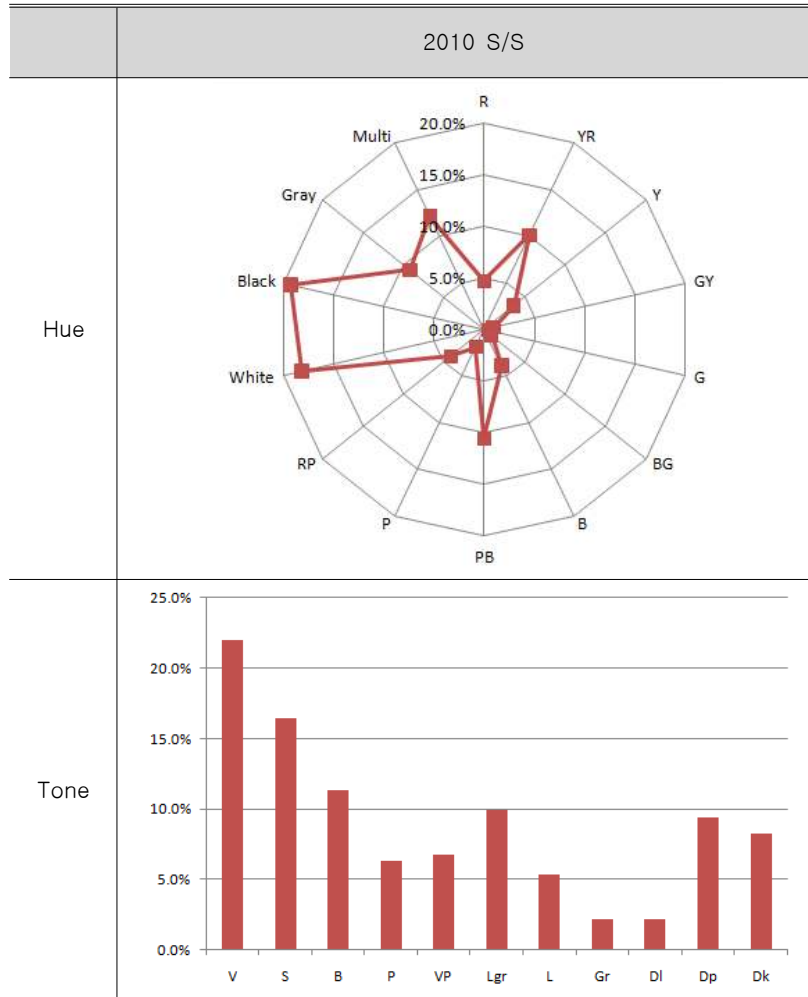 2010 S/S
Hue
R
YR
Y
GY
G
BG
B
PB
P
RP
White
Black
Gray
Multi
20.0%
15.0%
10.0%
5.0%
0.0%
Tone
25.0%
20.0%
15.0%
10.0%
5.0%
0.0%
V S B P VP Lgr L Gr Dl Dp Dk